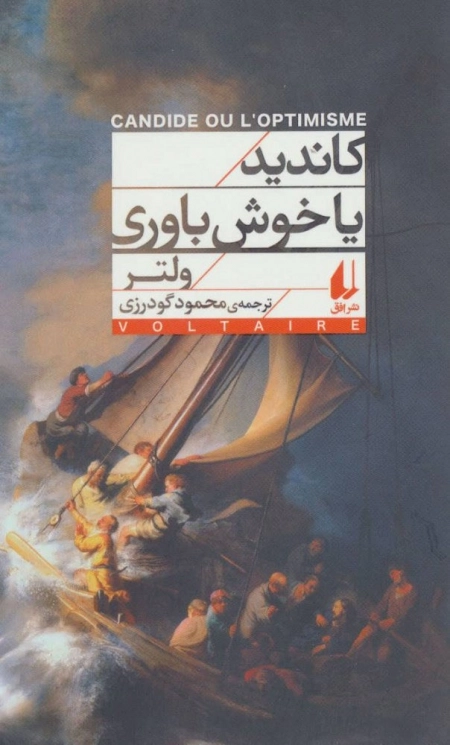 CANDIDE OU L'OPTIMISME
کاندید
یا خوش‌باوری
ولتر
ترجمه‌ی محمود گودرزی
نشر افق
VOLTAIRE